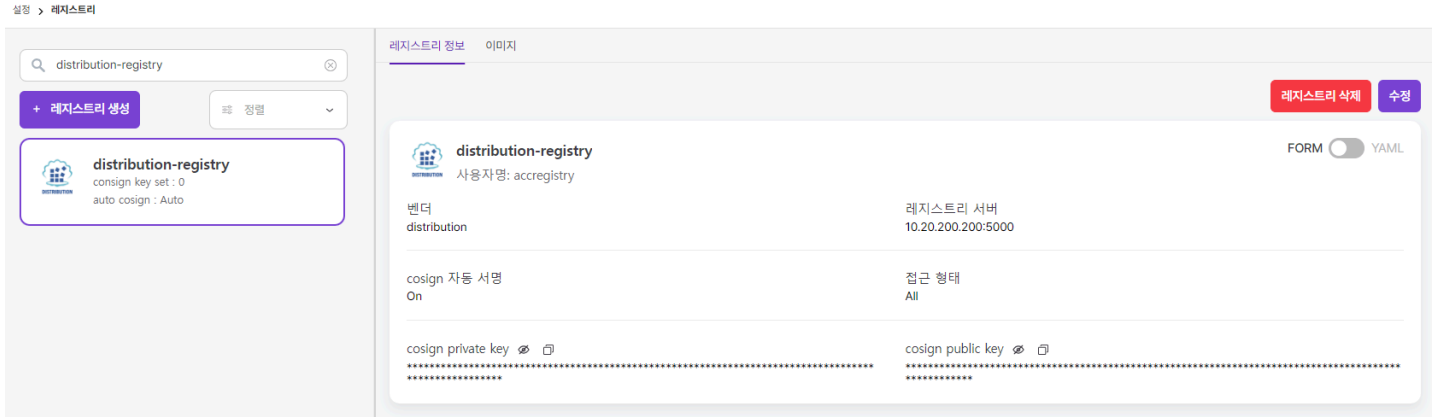 설정 > 레지스트리
distribution-registry
+ 레지스트리 생성
정렬
DISTRIBUTION
distribution-registry
consign key set : 0
auto cosign : Auto
레지스트리 정보 이미지
레지스트리 삭제 수정
DISTRIBUTION
distribution-registry
사용자명: accregistry
FORM YAML
벤더
distribution
레지스트리 서버
10.20.200.200:5000
cosign 자동 서명
On
접근 형태
All
cosign private key
***********************************************************************************
*****************
cosign public key
****************************************************************************************
************